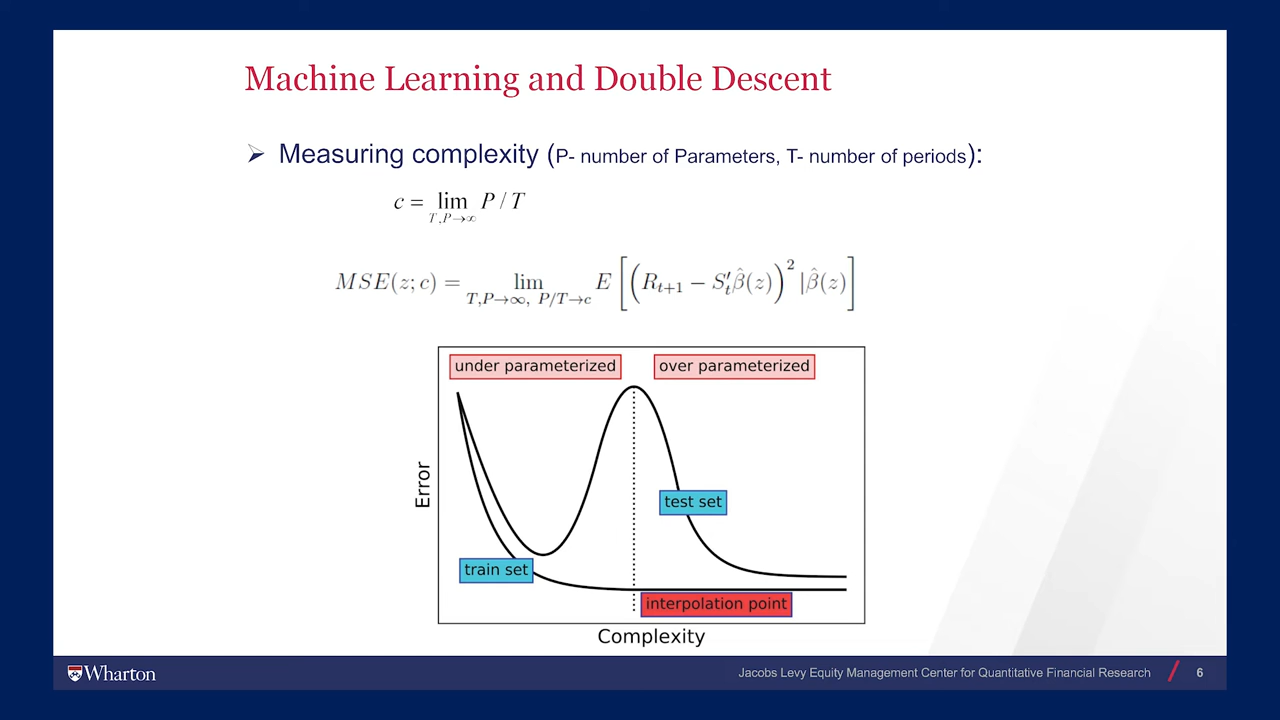 Machine Learning and Double Descent
➢ Measuring complexity (P- number of Parameters, T- number of periods):
c = lim P / T
T,P→∞
MSE(z; c) = lim E [(R_{t+1} − S′_t β̂(z))² |β̂(z)]
T,P→∞, P/T→c
under parameterized over parameterized
Error
test set
train set
interpolation point
Complexity
Wharton
Jacobs Levy Equity Management Center for Quantitative Financial Research / 6